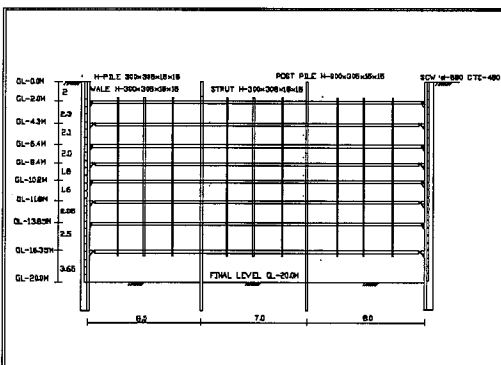 GL-0.0M
H-PILE 300×305×15×15
POST PILE H-300×305×15×15
WALE H-300×305×15×15
STRUT H-300×305×15×15
2
GL-2.0M
2.3
GL-4.3M
2.1
GL-6.4M
2.0
GL-8.4M
1.8
GL-10.2M
1.6
GL-11.8M
2.05
GL-13.85M
2.5
GL-16.35M
3.65
GL-20.0M
FINAL LEVEL GL-20.0M
7.0
8.0